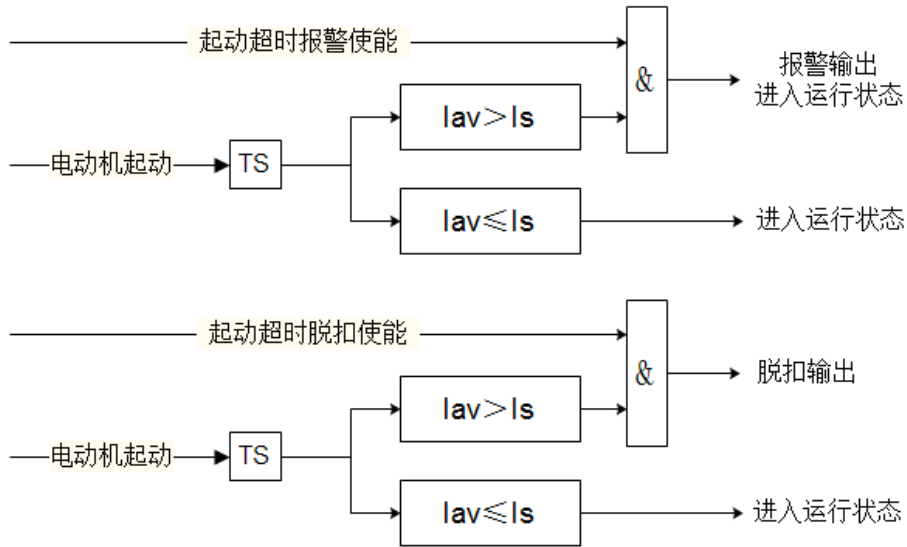 起动超时报警使能
&
报警输出
进入运行状态
Iav＞Is
电动机起动
TS
Iav≤Is
进入运行状态
起动超时脱扣使能
&
脱扣输出
Iav＞Is
电动机起动
TS
Iav≤Is
进入运行状态